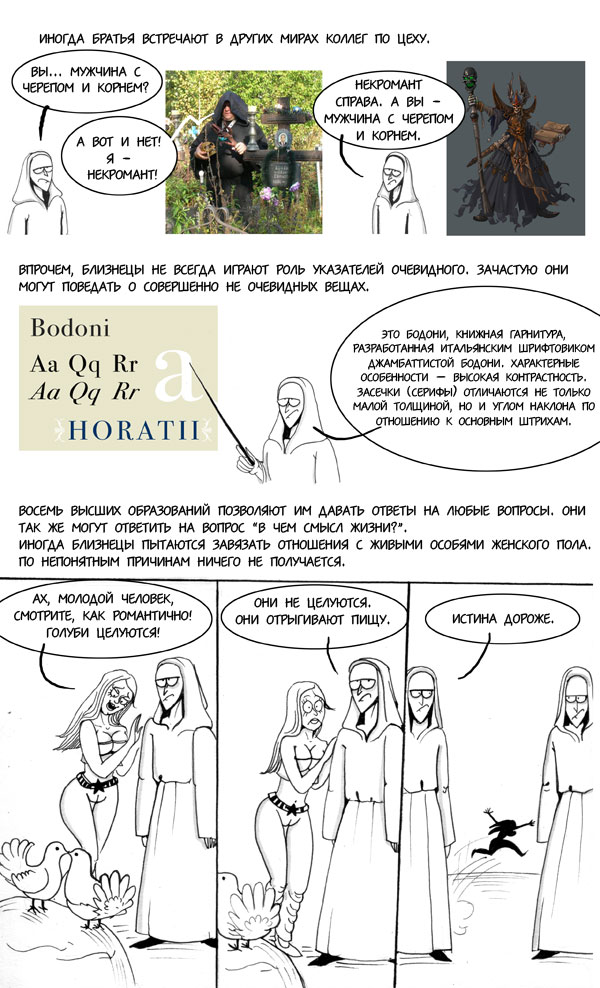 ИНОГДА БРАТЬЯ ВСТРЕЧАЮТ В ДРУГИХ МИРАХ КОЛЛЕГ ПО ЦЕХУ.
ВЫ... МУЖЧИНА С
ЧЕРЕПОМ И КОРНЕМ?
А ВОТ И НЕТ!
Я –
НЕКРОМАНТ!
НЕКРОМАНТ
СПРАВА. А ВЫ –
МУЖЧИНА С ЧЕРЕПОМ
И КОРНЕМ.
ВПРОЧЕМ, БЛИЗНЕЦЫ НЕ ВСЕГДА ИГРАЮТ РОЛЬ УКАЗАТЕЛЕЙ ОЧЕВИДНОГО. ЗАЧАСТУЮ ОНИ
МОГУТ ПОВЕДАТЬ О СОВЕРШЕННО НЕ ОЧЕВИДНЫХ ВЕЩАХ.
Bodoni
Aa Qq Rr
Aa Qq Rr
a
HORATII
ЭТО БОДОНИ, КНИЖНАЯ ГАРНИТУРА,
РАЗРАБОТАННАЯ ИТАЛЬЯНСКИМ ШРИФТОВИКОМ
ДЖАМБАТТИСТОЙ БОДОНИ. ХАРАКТЕРНЫЕ
ОСОБЕННОСТИ – ВЫСОКАЯ КОНТРАСТНОСТЬ.
ЗАСЕЧКИ (СЕРИФЫ) ОТЛИЧАЮТСЯ НЕ ТОЛЬКО
МАЛОЙ ТОЛЩИНОЙ, НО И УГЛОМ НАКЛОНА ПО
ОТНОШЕНИЮ К ОСНОВНЫМ ШТРИХАМ.
ВОСЕМЬ ВЫСШИХ ОБРАЗОВАНИЙ ПОЗВОЛЯЮТ ИМ ДАВАТЬ ОТВЕТЫ НА ЛЮБЫЕ ВОПРОСЫ. ОНИ
ТАК ЖЕ МОГУТ ОТВЕТИТЬ НА ВОПРОС "В ЧЕМ СМЫСЛ ЖИЗНИ?".
ИНОГДА БЛИЗНЕЦЫ ПЫТАЮТСЯ ЗАВЯЗАТЬ ОТНОШЕНИЯ С ЖИВЫМИ ОСОБЯМИ ЖЕНСКОГО ПОЛА.
ПО НЕПОНЯТНЫМ ПРИЧИНАМ НИЧЕГО НЕ ПОЛУЧАЕТСЯ.
АХ, МОЛОДОЙ ЧЕЛОВЕК,
СМОТРИТЕ, КАК РОМАНТИЧНО!
ГОЛУБИ ЦЕЛУЮТСЯ!
ОНИ НЕ ЦЕЛУЮТСЯ.
ОНИ ОТРЫГИВАЮТ ПИЩУ.
ИСТИНА ДОРОЖЕ.